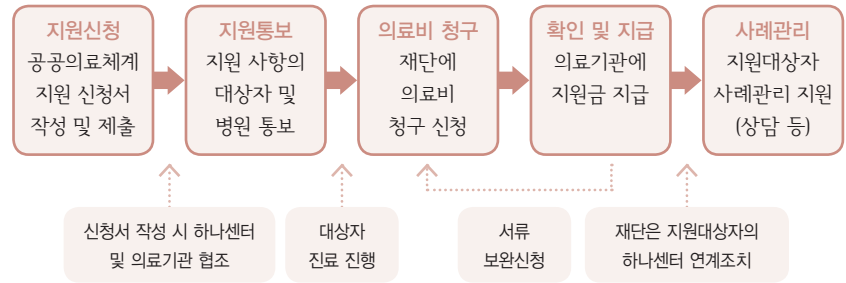 지원신청
공공의료체계
지원 신청서
작성 및 제출
지원통보
지원 사항의
대상자 및
병원 통보
의료비 청구
재단에
의료비
청구 신청
확인 및 지급
의료기관에
지원금 지급
사례관리
지원대상자
사례관리 지원
(상담 등)
신청서 작성 시 하나센터
및 의료기관 협조
대상자
진료 진행
서류
보완신청
재단은 지원대상자의
하나센터 연계조치